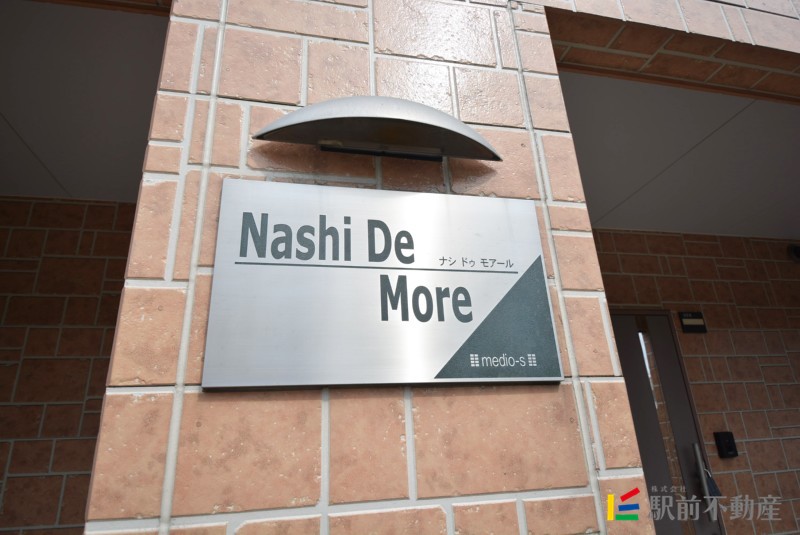 Nashi De
ナシ ドゥ モアール
More
medio-s
株式会社
駅前不動産